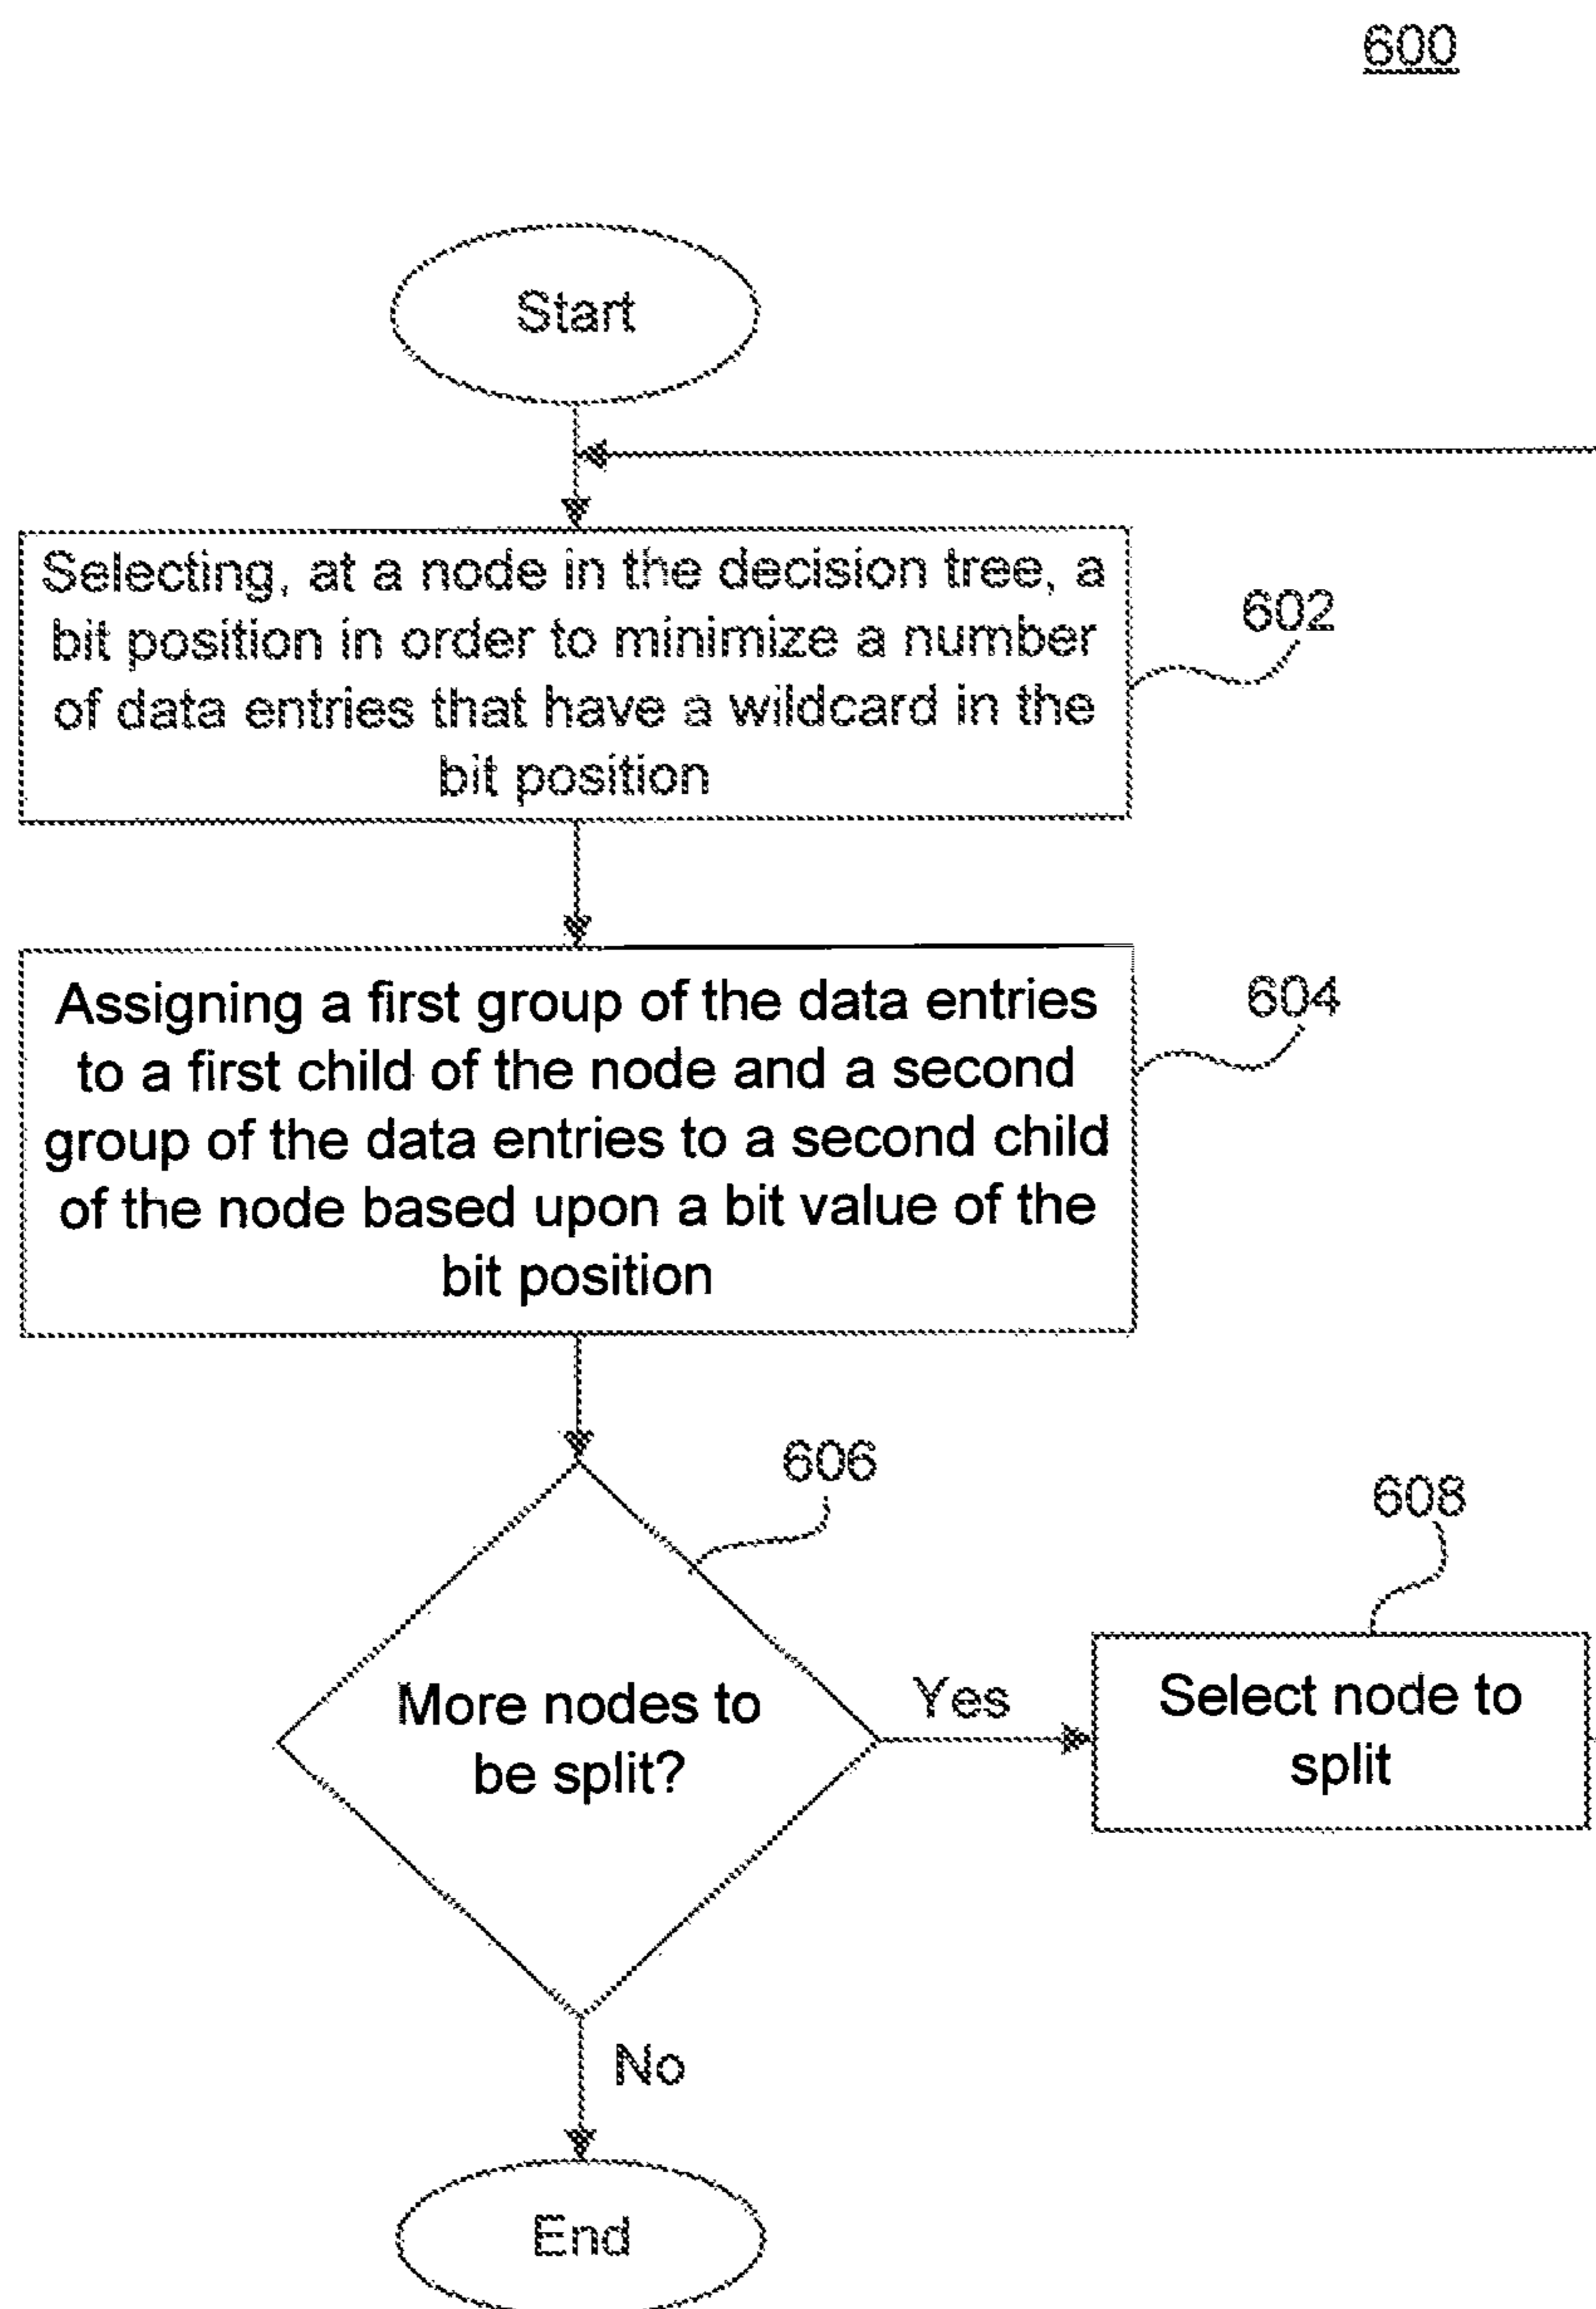 600
Start
Selecting, at a node in the decision tree, a
bit position in order to minimize a number
of data entries that have a wildcard in the
bit position
602
Assigning a first group of the data entries
to a first child of the node and a second
group of the data entries to a second child
of the node based upon a bit value of the
bit position
604
606
608
More nodes to
be split?
Yes
Select node to
split
No
End